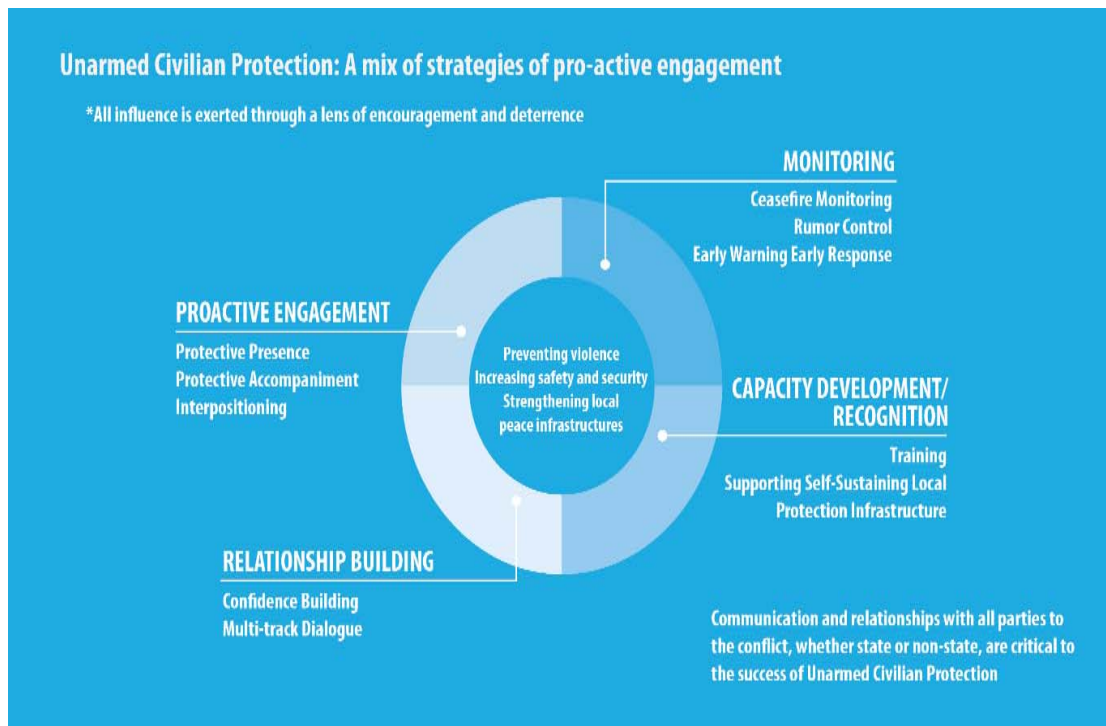 Unarmed Civilian Protection: A mix of strategies of pro-active engagement
*All influence is exerted through a lens of encouragement and deterrence
MONITORING
Ceasefire Monitoring
Rumor Control
Early Warning Early Response
PROACTIVE ENGAGEMENT
Protective Presence
Protective Accompaniment
Interpositioning
Preventing violence
Increasing safety and security
Strengthening local
peace infrastructures
CAPACITY DEVELOPMENT/
RECOGNITION
Training
Supporting Self-Sustaining Local
Protection Infrastructure
RELATIONSHIP BUILDING
Confidence Building
Multi-track Dialogue
Communication and relationships with all parties to
the conflict, whether state or non-state, are critical to
the success of Unarmed Civilian Protection